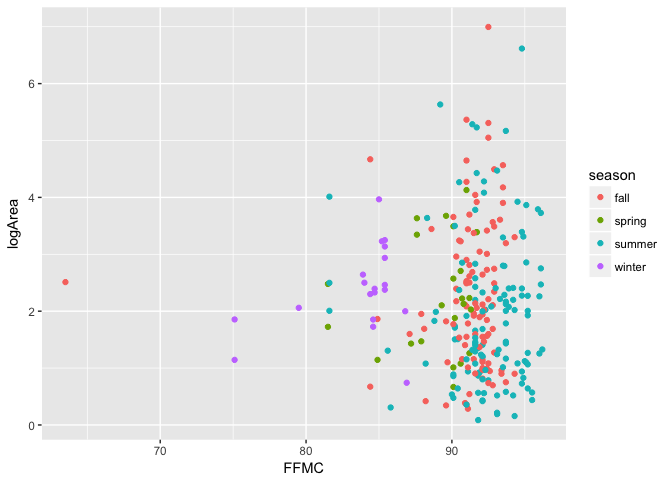 6
4
2
0
logArea
70
80
90
FFMC
season
fall
spring
summer
winter